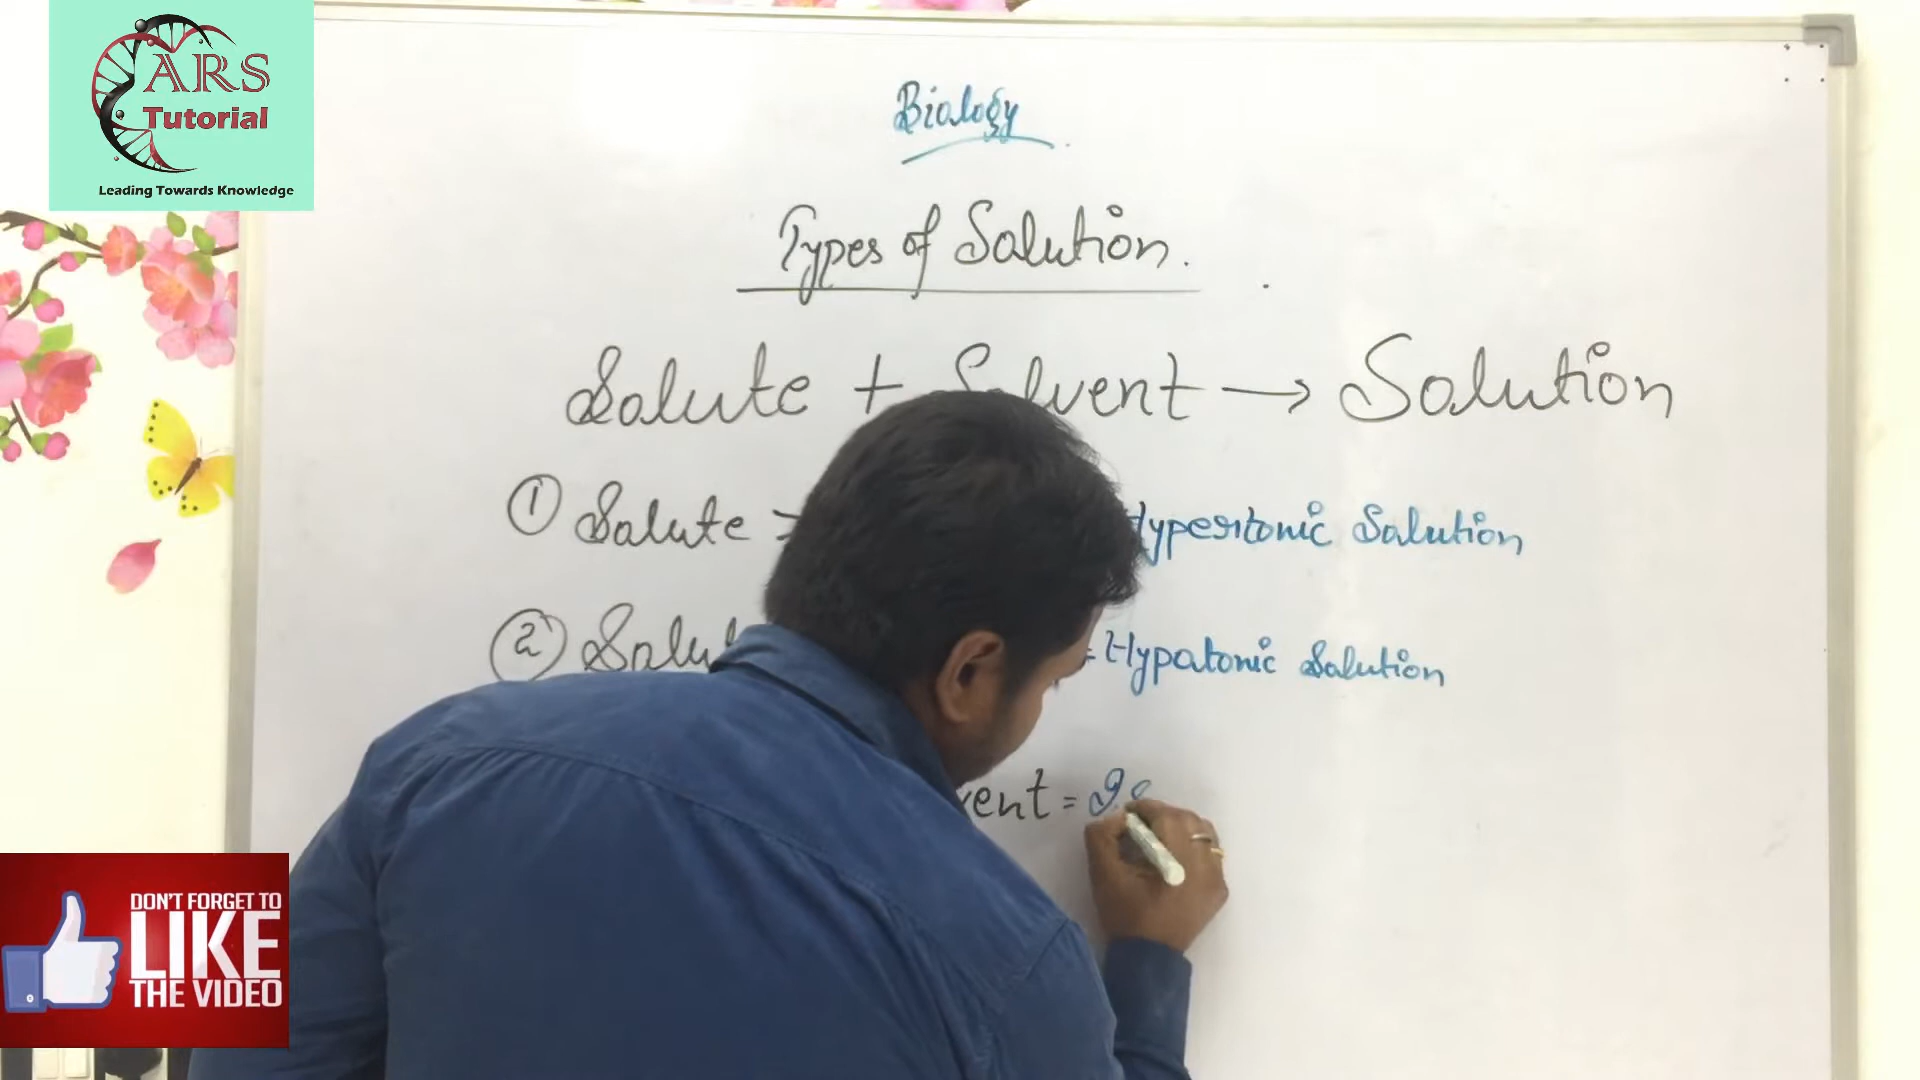 ARS
Tutorial
Leading Towards Knowledge
Biology
Types of Solution.
Solute + Solvent → Solution
① Solute > Hypertonic Solution
② = Hypotonic Solution
=
DON'T FORGET TO
LIKE
THE VIDEO